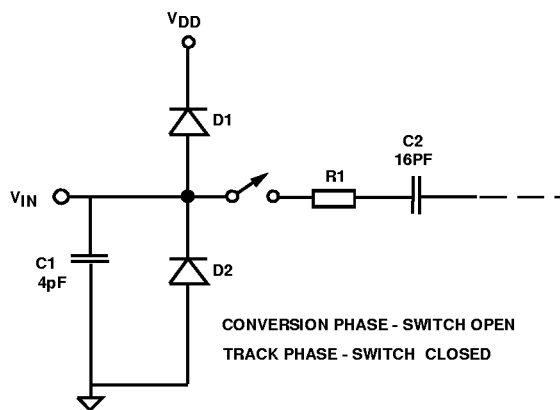 VDD
D1
C2
16PF
R1
VIN
C1
4pF
D2
CONVERSION PHASE - SWITCH OPEN
TRACK PHASE - SWITCH CLOSED